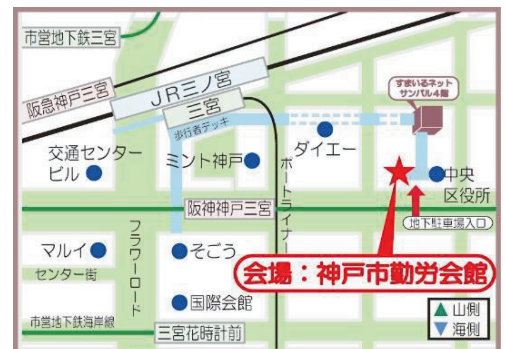 市営地下鉄三宮
阪急神戸三宮
JR三ノ宮
三宮
歩行者デッキ
すまいるネット
サンパル4階
交通センター
ビル
ミント神戸
ダイエー
中央
区役所
ポートライナー
阪神神戸三宮
地下駐車場入口
マルイ
センター街
フラワーロード
そごう
会場：神戸市勤労会館
国際会館
市営地下鉄海岸線
三宮花時計前
▲山側
▼海側